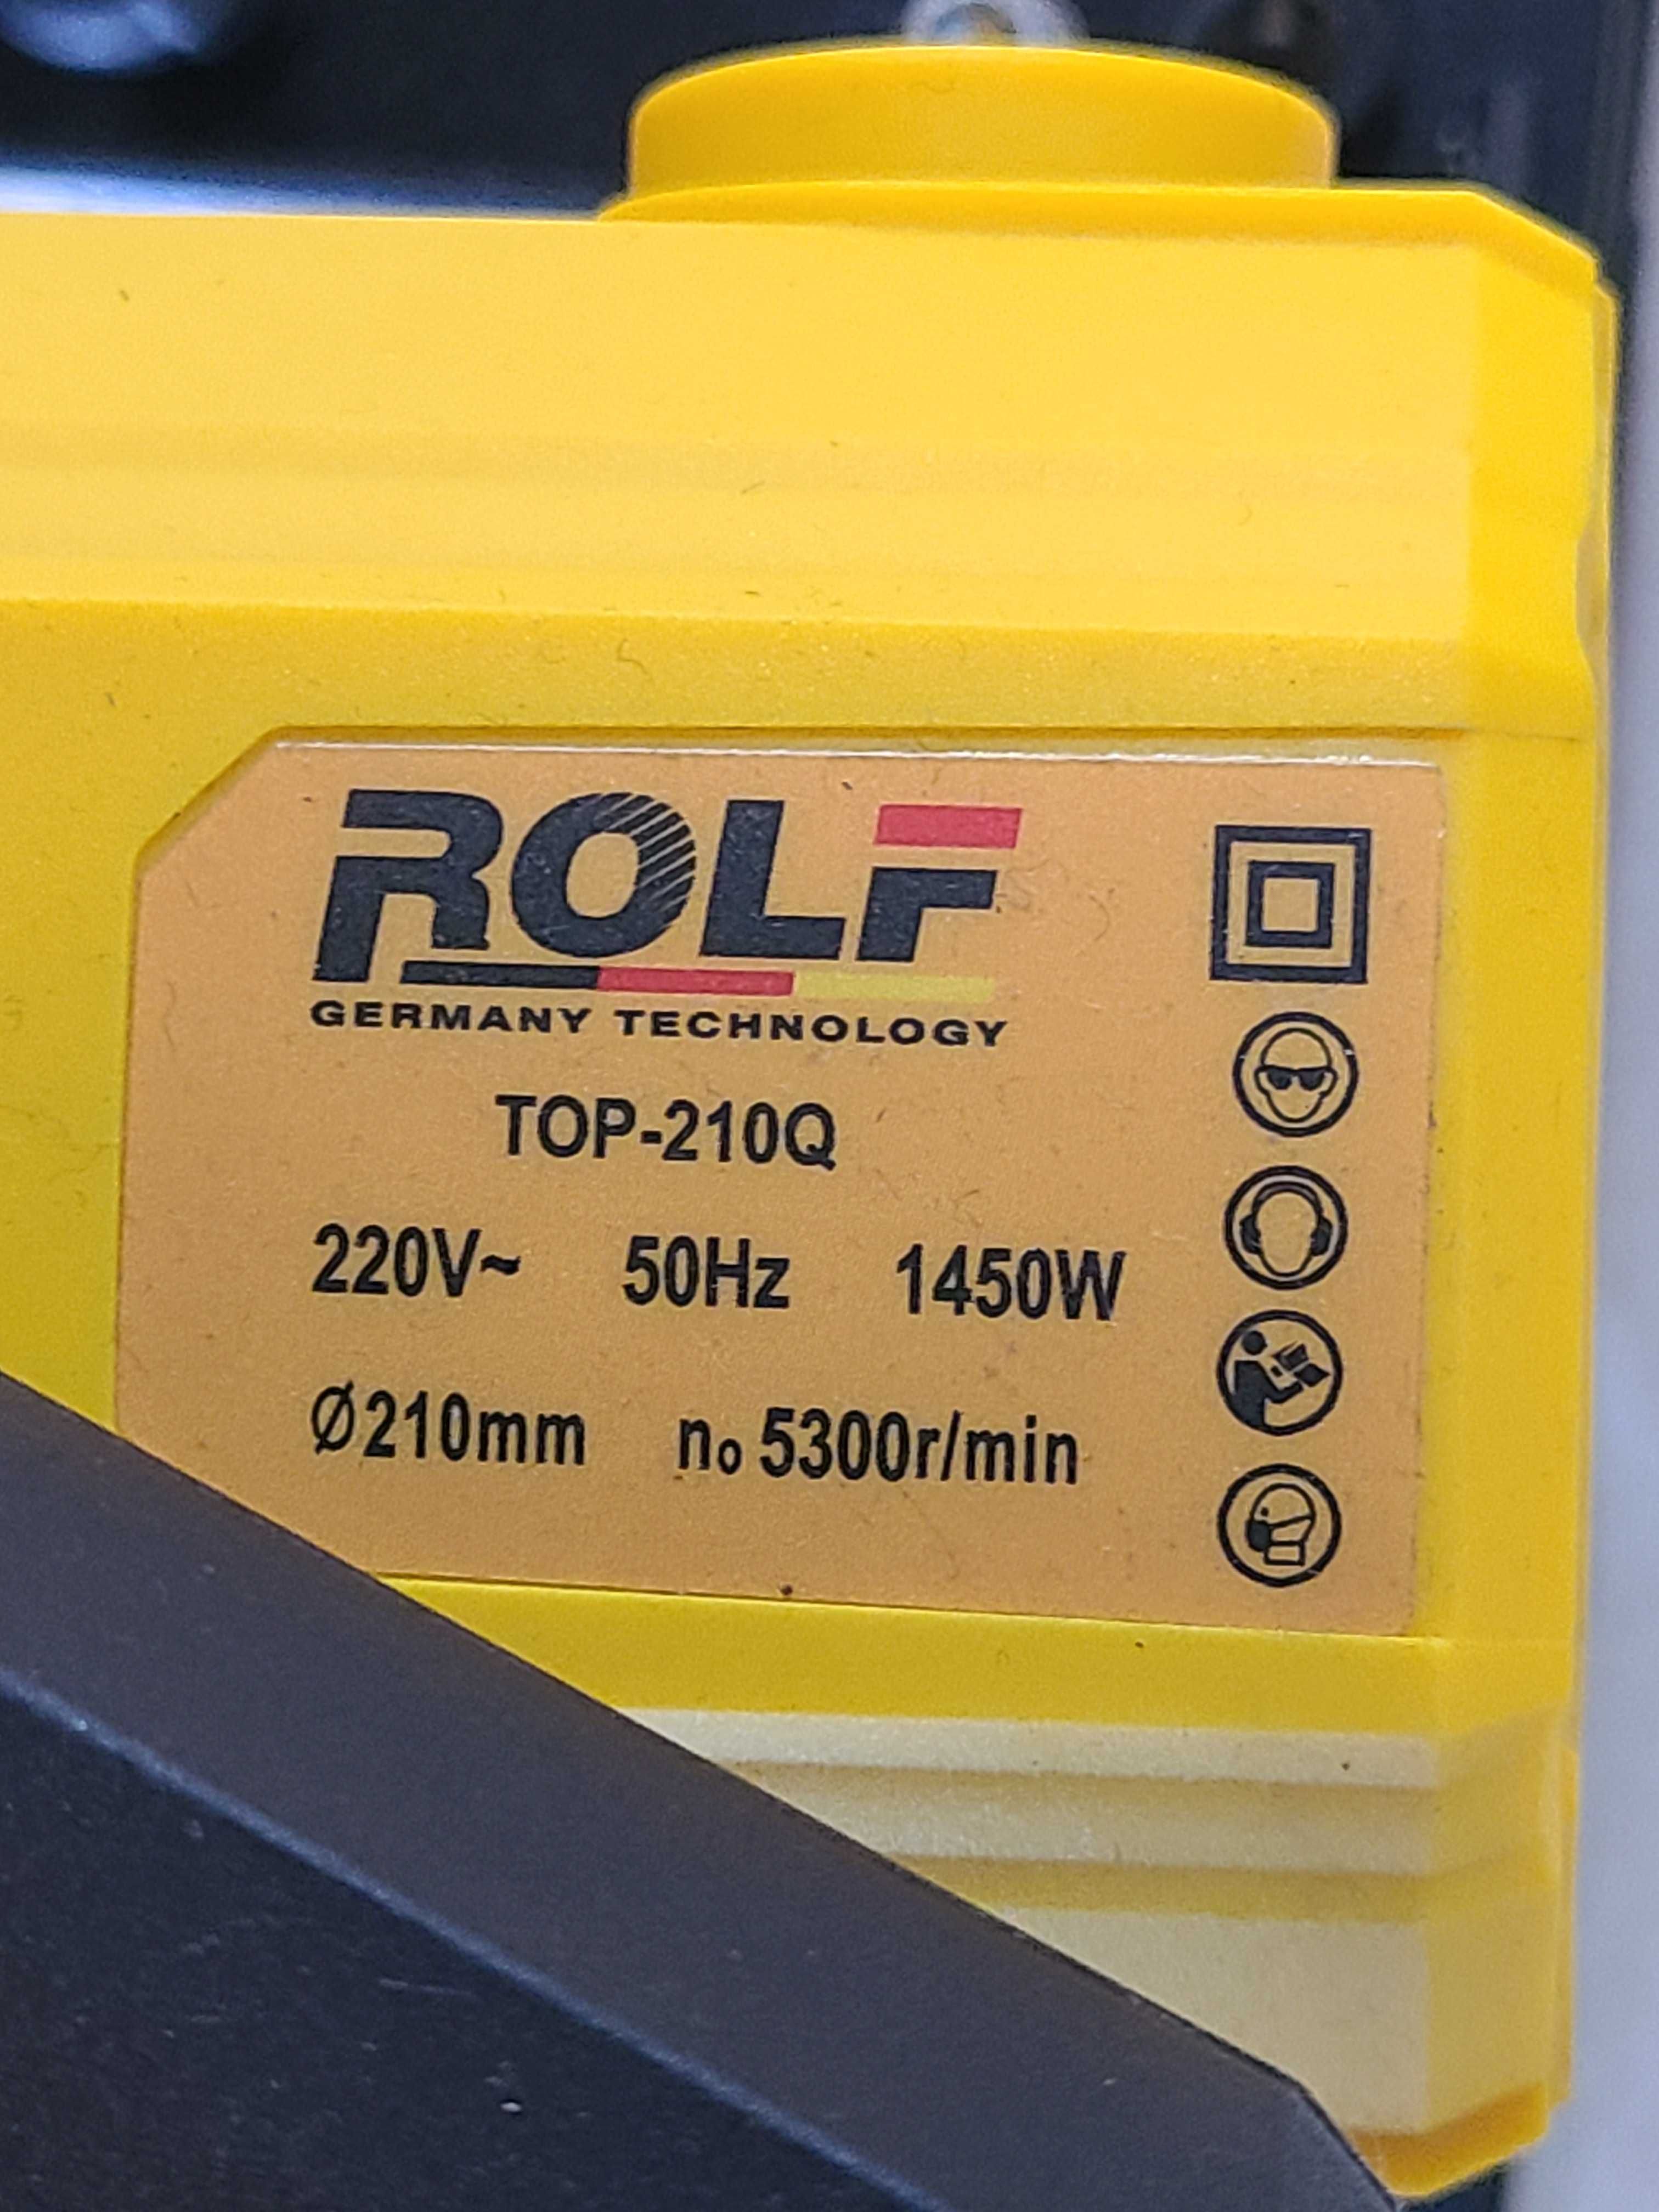 ROLF
GERMANY TECHNOLOGY
TOP-210Q
220V~ 50Hz 1450W
Ø210mm n₀ 5300r/min